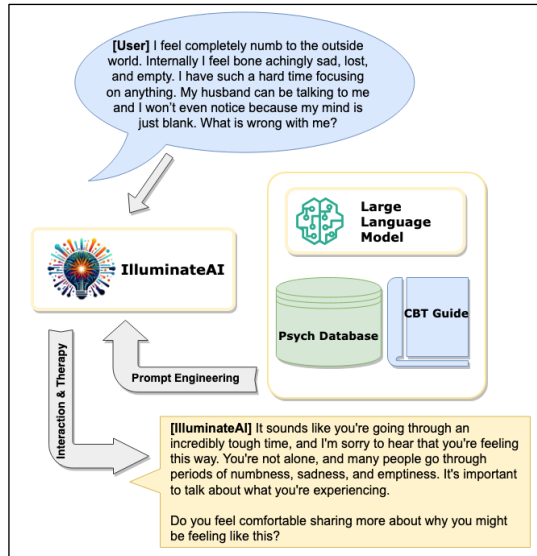 [User] I feel completely numb to the outside
world. Internally I feel bone achingly sad, lost,
and empty. I have such a hard time focusing
on anything. My husband can be talking to me
and I won't even notice because my mind is
just blank. What is wrong with me?
Large
Language
Model
IlluminateAI
Psych Database
CBT Guide
Prompt Engineering
Interaction & Therapy
[IlluminateAI] It sounds like you're going through an
incredibly tough time, and I'm sorry to hear that you're feeling
this way. You're not alone, and many people go through
periods of numbness, sadness, and emptiness. It's important
to talk about what you're experiencing.
Do you feel comfortable sharing more about why you might
be feeling like this?